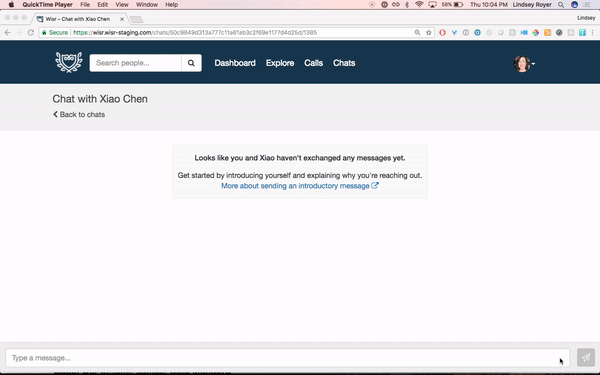 QuickTime Player File Edit View Window Help 58% Thu 10:04 PM Lindsey Royer
Wisr – Chat with Xiao Chen Lindsey
Secure https://wisr.wisr-staging.com/chats/
Search people... Dashboard Explore Calls Chats
Chat with Xiao Chen
Back to chats
Looks like you and Xiao haven't exchanged any messages yet.
Get started by introducing yourself and explaining why you're reaching out.
More about sending an introductory message
Type a message...